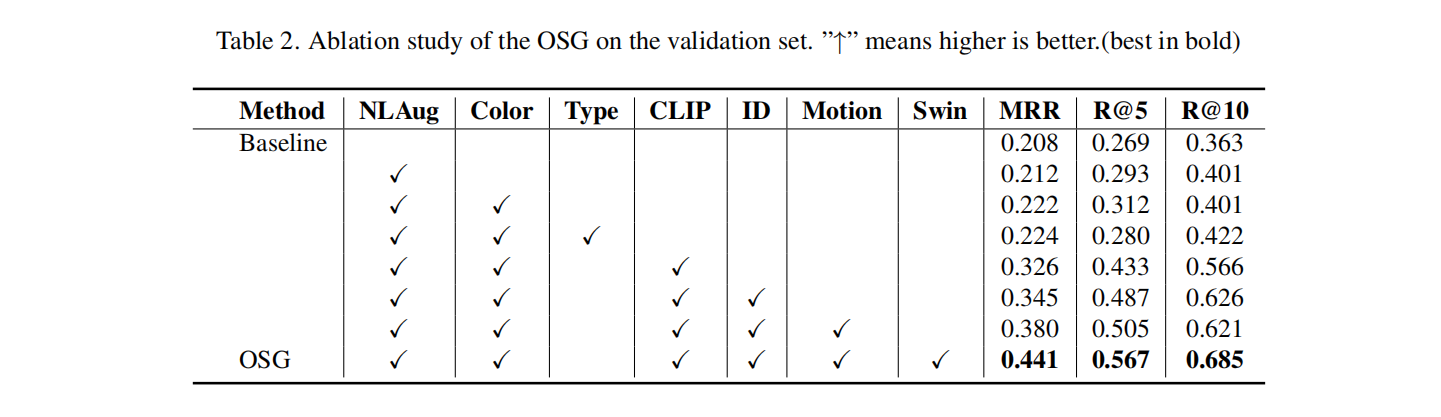 Table 2. Ablation study of the OSG on the validation set. ”↑” means higher is better.(best in bold)
Method NLAug Color Type CLIP ID Motion Swin MRR R@5 R@10
Baseline 0.208 0.269 0.363
✓ 0.212 0.293 0.401
✓ ✓ 0.222 0.312 0.401
✓ ✓ ✓ 0.224 0.280 0.422
✓ ✓ ✓ 0.326 0.433 0.566
✓ ✓ ✓ ✓ 0.345 0.487 0.626
✓ ✓ ✓ ✓ ✓ 0.380 0.505 0.621
OSG ✓ ✓ ✓ ✓ ✓ ✓ 0.441 0.567 0.685